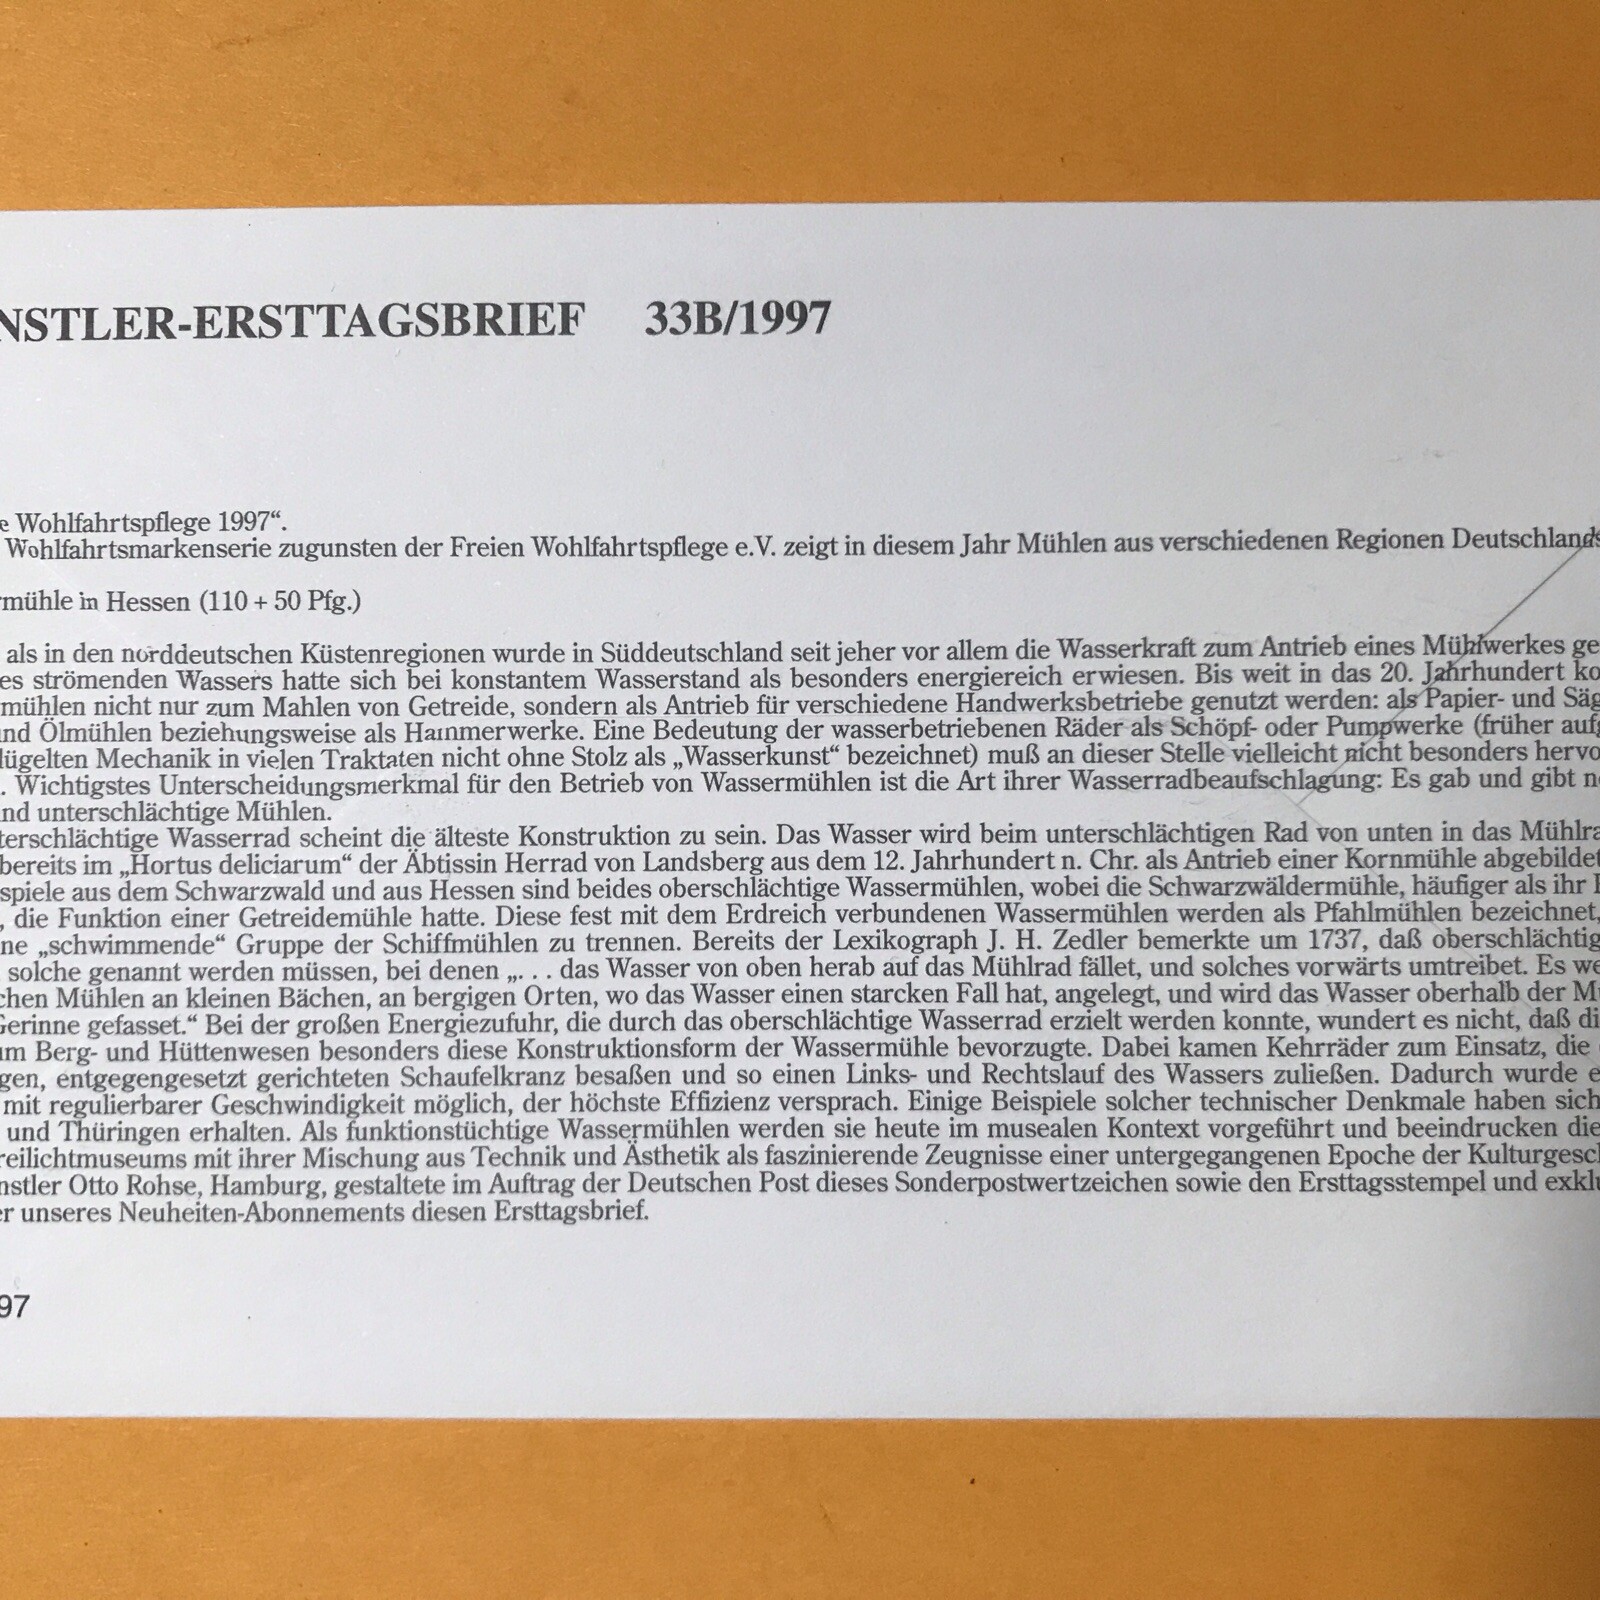 NSTLER-ERSTTAGSBRIEF 33B/1997
e Wohlfahrtspflege 1997“.
Wohlfahrtsmarkenserie zugunsten der Freien Wohlfahrtspflege e.V. zeigt in diesem Jahr Mühlen aus verschiedenen Regionen Deutschlands
rmühle in Hessen (110 + 50 Pfg.)
als in den norddeutschen Küstenregionen wurde in Süddeutschland seit jeher vor allem die Wasserkraft zum Antrieb eines Mühlwerkes ge
es strömenden Wassers hatte sich bei konstantem Wasserstand als besonders energiereich erwiesen. Bis weit in das 20. Jahrhundert ko
mühlen nicht nur zum Mahlen von Getreide, sondern als Antrieb für verschiedene Handwerksbetriebe genutzt werden: als Papier- und Säg
nd Ölmühlen beziehungsweise als Hammerwerke. Eine Bedeutung der wasserbetriebenen Räder als Schöpf- oder Pumpwerke (früher auf
lügelten Mechanik in vielen Traktaten nicht ohne Stolz als „Wasserkunst“ bezeichnet) muß an dieser Stelle vielleicht nicht besonders hervo
. Wichtigstes Unterscheidungsmerkmal für den Betrieb von Wassermühlen ist die Art ihrer Wasserradbeaufschlagung: Es gab und gibt n
nd unterschlächtige Mühlen.
terschlächtige Wasserrad scheint die älteste Konstruktion zu sein. Das Wasser wird beim unterschlächtigen Rad von unten in das Mühlra
bereits im „Hortus deliciarum“ der Äbtissin Herrad von Landsberg aus dem 12. Jahrhundert n. Chr. als Antrieb einer Kornmühle abgebildet
spiele aus dem Schwarzwald und aus Hessen sind beides oberschlächtige Wassermühlen, wobei die Schwarzwäldermühle, häufiger als ihr
, die Funktion einer Getreidemühle hatte. Diese fest mit dem Erdreich verbundenen Wassermühlen werden als Pfahlmühlen bezeichnet,
ne „schwimmende“ Gruppe der Schiffmühlen zu trennen. Bereits der Lexikograph J. H. Zedler bemerkte um 1737, daß oberschlächtig
solche genannt werden müssen, bei denen „. . . das Wasser von oben herab auf das Mühlrad fället, und solches vorwärts umtreibet. Es we
chen Mühlen an kleinen Bächen, an bergigen Orten, wo das Wasser einen starcken Fall hat, angelegt, und wird das Wasser oberhalb der M
Gerinne gefasset.“ Bei der großen Energiezufuhr, die durch das oberschlächtige Wasserrad erzielt werden konnte, wundert es nicht, daß di
im Berg- und Hüttenwesen besonders diese Konstruktionsform der Wassermühle bevorzugte. Dabei kamen Kehrräder zum Einsatz, die
gen, entgegengesetzt gerichteten Schaufelkranz besaßen und so einen Links- und Rechtslauf des Wassers zuließen. Dadurch wurde e
mit regulierbarer Geschwindigkeit möglich, der höchste Effizienz versprach. Einige Beispiele solcher technischer Denkmale haben sich
und Thüringen erhalten. Als funktionstüchtige Wassermühlen werden sie heute im musealen Kontext vorgeführt und beeindrucken die
reilichtmuseums mit ihrer Mischung aus Technik und Ästhetik als faszinierende Zeugnisse einer untergegangenen Epoche der Kulturgesch
nstler Otto Rohse, Hamburg, gestaltete im Auftrag der Deutschen Post dieses Sonderpostwertzeichen sowie den Ersttagsstempel und exklu
er unseres Neuheiten-Abonnements diesen Ersttagsbrief.
97